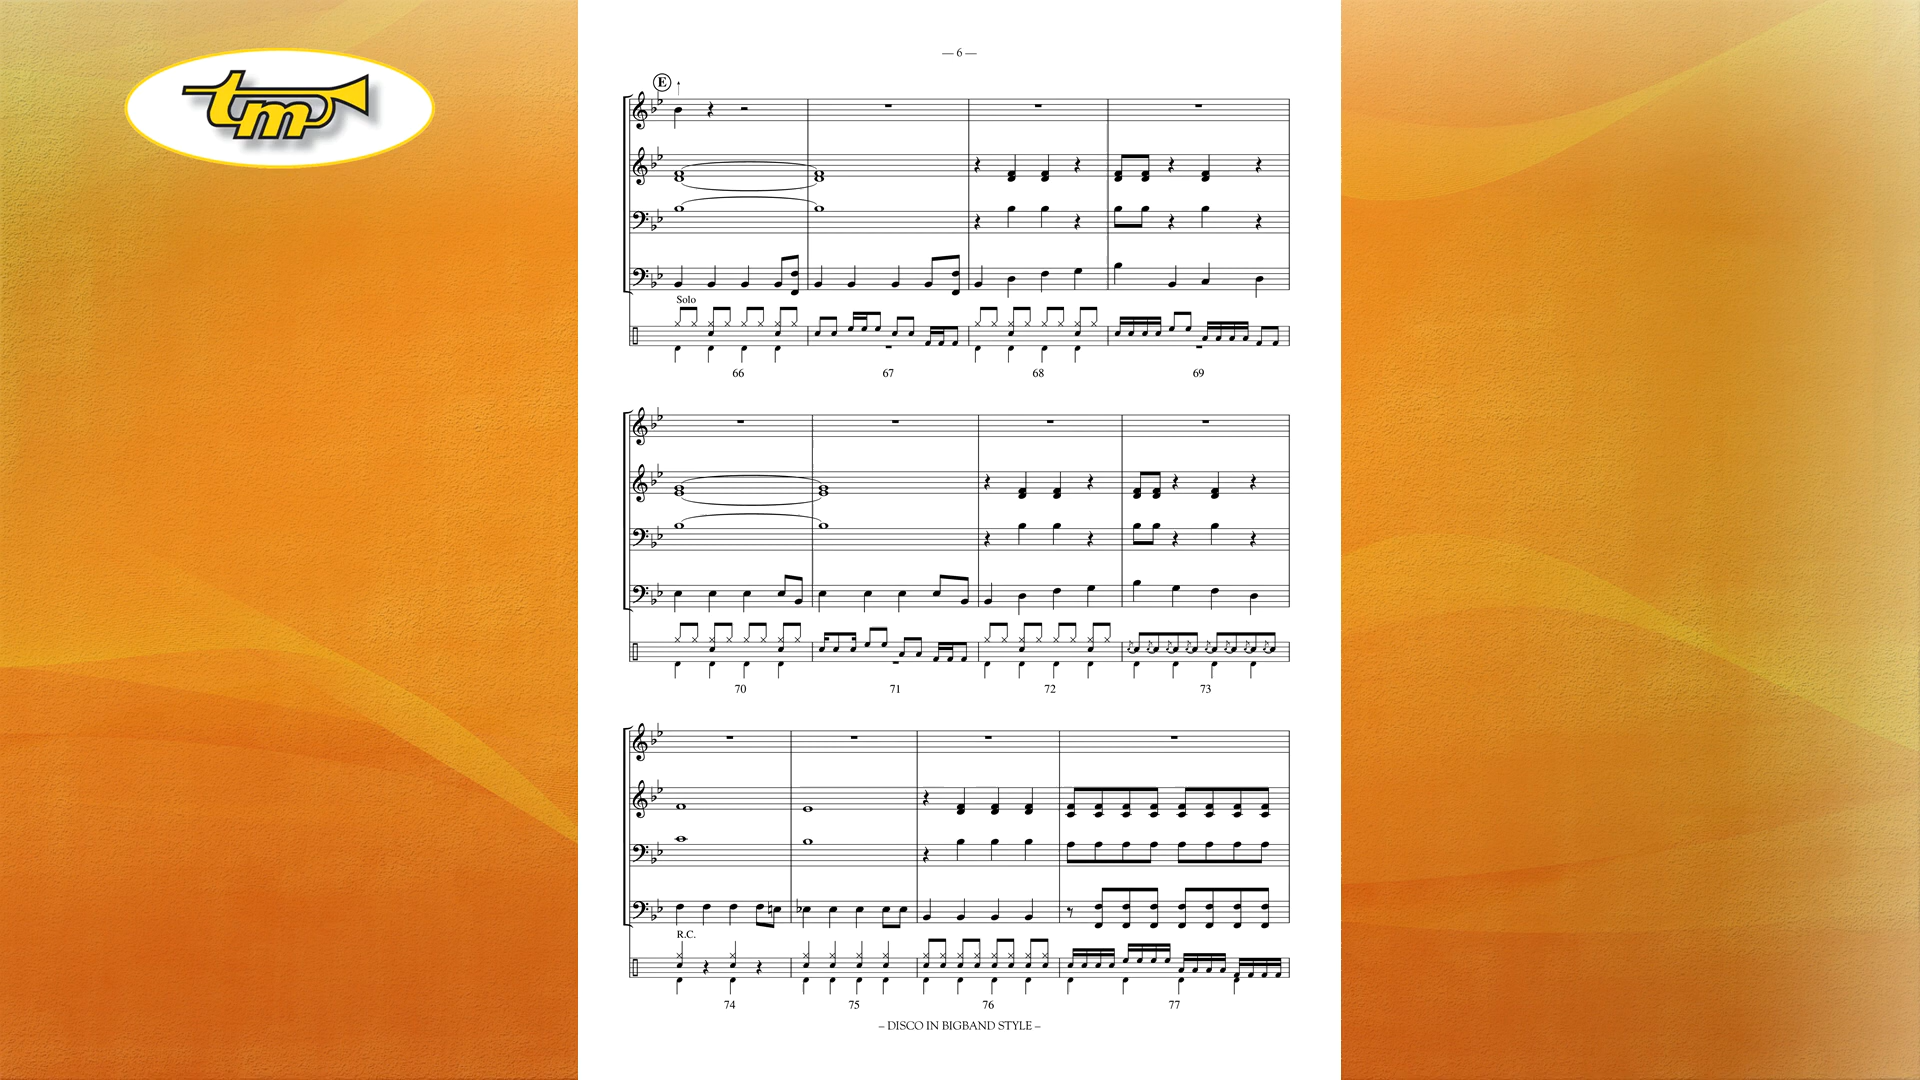 tm
— 6 —
E
Solo
66 67 68 69
70 71 72 73
R.C.
74 75 76 77
– DISCO IN BIGBAND STYLE –